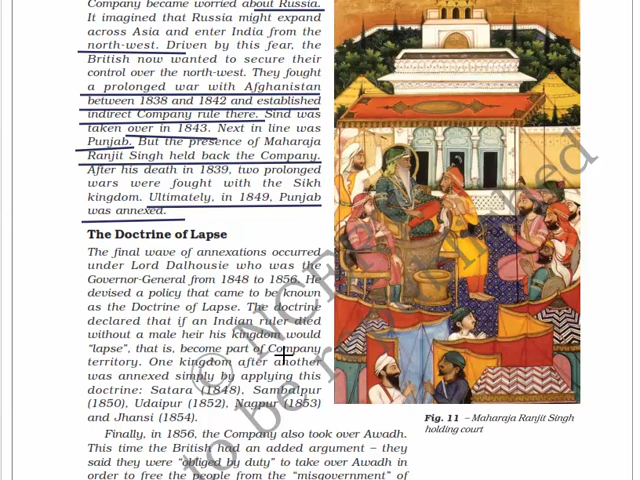 Company became worried about Russia.
It imagined that Russia might expand
across Asia and enter India from the
north-west. Driven by this fear, the
British now wanted to secure their
control over the north-west. They fought
a prolonged war with Afghanistan
between 1838 and 1842 and established
indirect Company rule there. Sind was
taken over in 1843. Next in line was
Punjab. But the presence of Maharaja
Ranjit Singh held back the Company.
After his death in 1839, two prolonged
wars were fought with the Sikh
kingdom. Ultimately, in 1849, Punjab
was annexed.
The Doctrine of Lapse
The final wave of annexations occurred
under Lord Dalhousie who was the
Governor-General from 1848 to 1856. He
devised a policy that came to be known
as the Doctrine of Lapse. The doctrine
declared that if an Indian ruler died
without a male heir his kingdom would
“lapse”, that is, become part of Company
territory. One kingdom after another
was annexed simply by applying this
doctrine: Satara (1848), Sambalpur
(1850), Udaipur (1852), Nagpur (1853)
and Jhansi (1854).
Finally, in 1856, the Company also took over Awadh.
This time the British had an added argument – they
said they were “obliged by duty” to take over Awadh in
order to free the people from the “misgovernment” of
Fig. 11 – Maharaja Ranjit Singh
holding court
© NCERT
to be republished